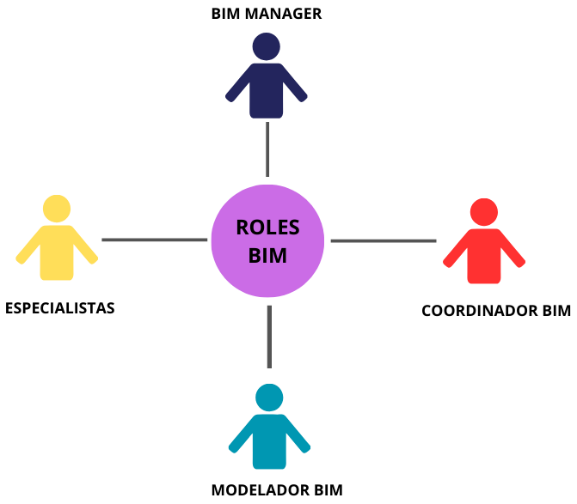 BIM MANAGER
ROLES
BIM
ESPECIALISTAS
COORDINADOR BIM
MODELADOR BIM